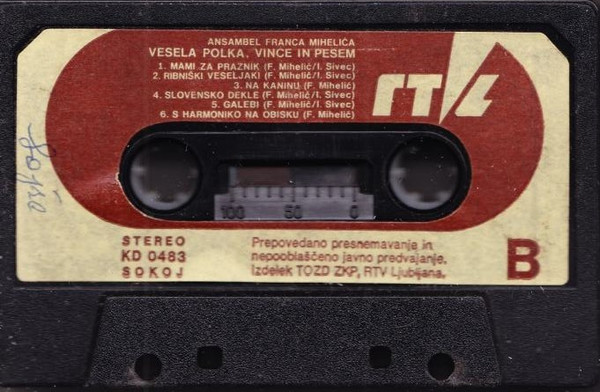 ANSAMBEL FRANCA MIHELIČA
VESELA POLKA, VINCE IN PESEM
1. MAMI ZA PRAZNIK (F. Mihelič/I. Sivec)
2. RIBNIŠKI VESELJAKI (F. Mihelič/I. Sivec)
3. NA KANINU (F. Mihelič)
4. SLOVENSKO DEKLE (F. Mihelič/I. Sivec)
5. GALEBI (F. Mihelič/I. Sivec)
6. S HARMONIKO NA OBISKU (F. Mihelič)
100 50 0
STEREO
KD 0483
SOKOJ
Prepovedano presnemavanje in
nepooblaščeno javno predvajanje.
Izdelek TOZD ZKP, RTV Ljubljana.
B